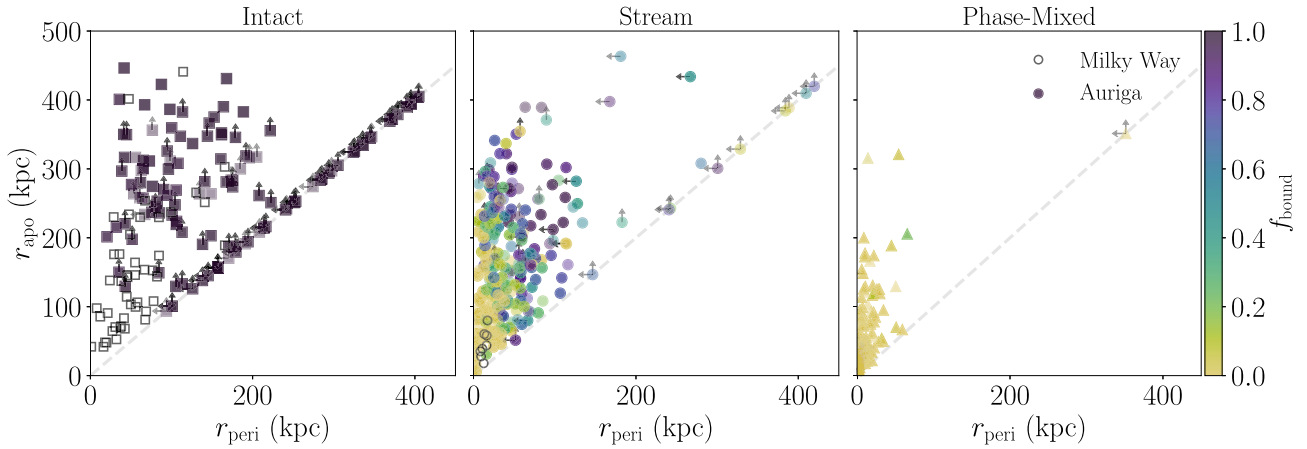 Intact
Stream
Phase-Mixed
500
400
300
200
100
0
r_apo (kpc)
0 200 400
r_peri (kpc)
0 200 400
r_peri (kpc)
0 200 400
r_peri (kpc)
Milky Way
Auriga
1.0
0.8
0.6
0.4
0.2
0.0
f_bound